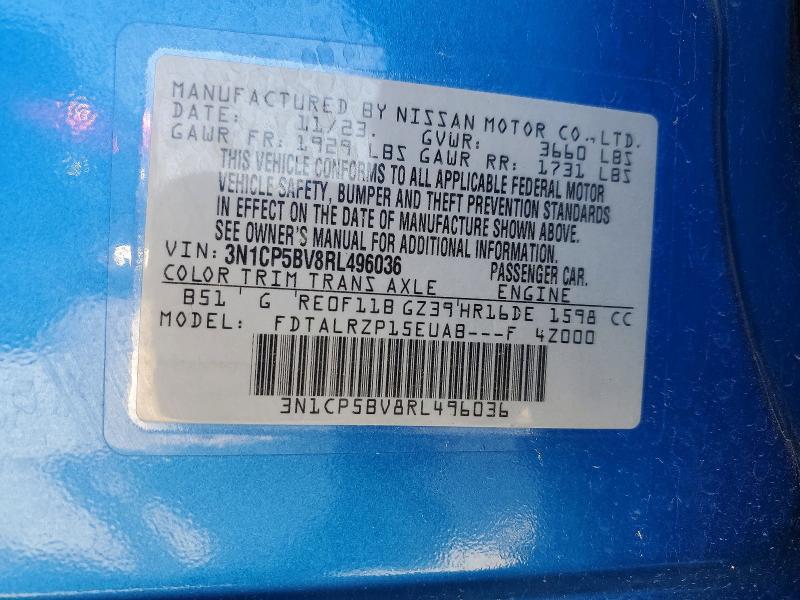 MANUFACTURED BY NISSAN MOTOR CO.,LTD.
DATE: 11/23. GVWR: 3660 LBS
GAWR FR: 1929 LBS GAWR RR: 1731 LBS
THIS VEHICLE CONFORMS TO ALL APPLICABLE FEDERAL MOTOR
VEHICLE SAFETY, BUMPER AND THEFT PREVENTION STANDARDS
IN EFFECT ON THE DATE OF MANUFACTURE SHOWN ABOVE.
SEE OWNER'S MANUAL FOR ADDITIONAL INFORMATION.
VIN: 3N1CP5BV8RL496036 PASSENGER CAR.
COLOR TRIM TRANS AXLE ENGINE
B51 ' G 'RE0F11B GZ39'HR16DE 1598 CC
MODEL: FDTALRZP15EUAB---F 4Z000
3N1CP5BV8RL496036